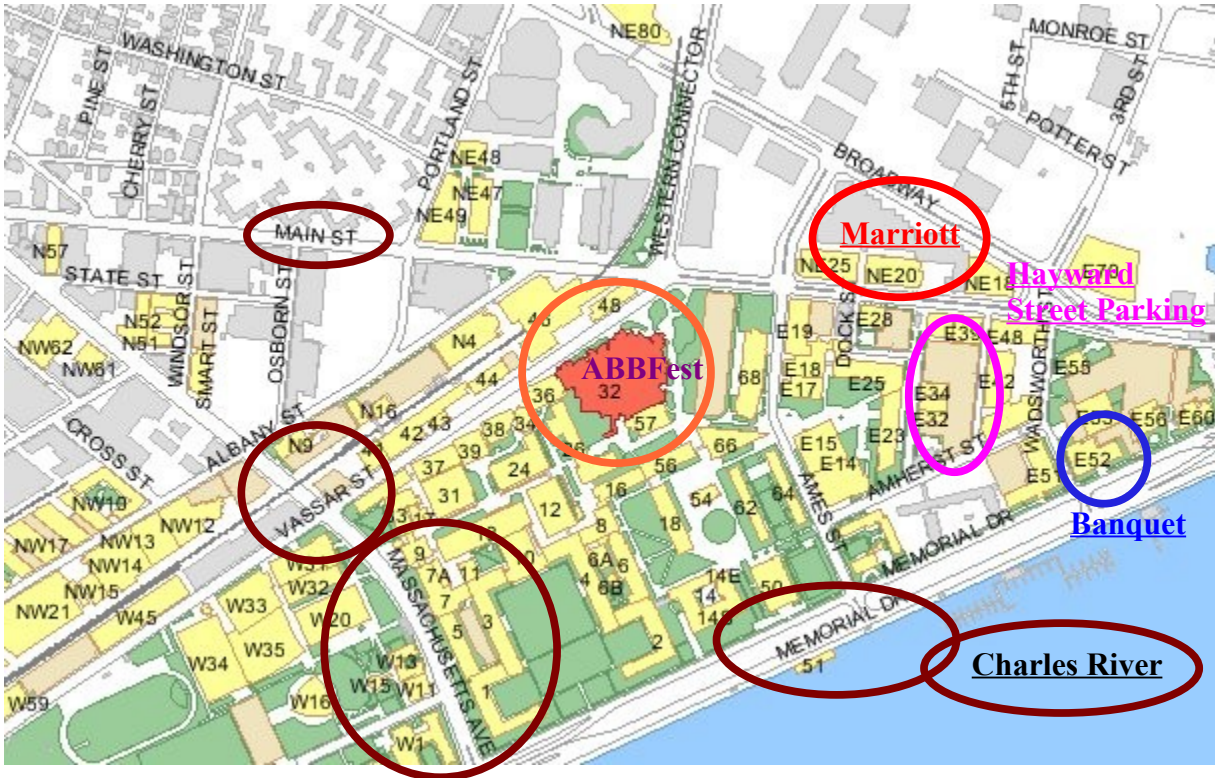 NE80
MONROE ST
WASHINGTON ST
PINE ST
CHERRY ST
PORTLAND ST
WESTERN CONNECTOR
5TH ST
3RD ST
POTTER ST
BROADWAY
NE48
NE47
NE49
MAIN ST
Marriott
N57
STATE ST
NE25
NE20
NE18
E70
Hayward
Street Parking
WINDSOR ST
SMART ST
OSBORN ST
N52
N51
NW62
NW61
48
N4
E19
DOCK S
E28
E39
E48
WADSWORTH ST
E55
ABBFest
32
44
36
68
E18
E17
E25
E34
E32
E42
N16
ALBANY ST
43
42
38
34
57
E23
E56
E60
CROSS ST
N9
39
37
24
66
E15
E14
AMHERST ST
E52
Banquet
VASSAR ST
31
56
16
54
62
64
AMES ST
NW10
NW12
NW13
NW14
NW15
NW17
NW21
12
8
18
MASSACHUSETTS AVE
9
7A
11
7
6A
6
6B
4
MEMORIAL DR
W45
W32
W33
W20
W35
W34
14E
14
50
5
3
2
MEMORIAL DR
51
Charles River
W13
W15
W11
W16
W59
1
W1